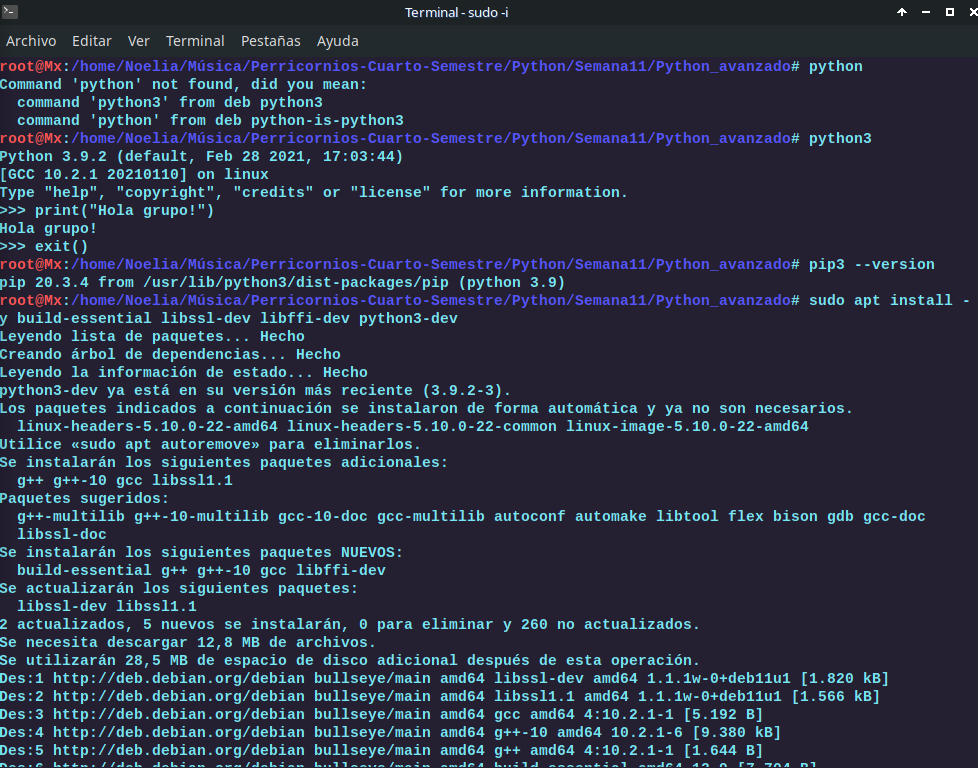 Terminal - sudo -i
Archivo Editar Ver Terminal Pestañas Ayuda
root@Mx:/home/Noelia/Música/Perricornios-Cuarto-Semestre/Python/Semana11/Python_avanzado# python
Command 'python' not found, did you mean:
  command 'python3' from deb python3
  command 'python' from deb python-is-python3
root@Mx:/home/Noelia/Música/Perricornios-Cuarto-Semestre/Python/Semana11/Python_avanzado# python3
Python 3.9.2 (default, Feb 28 2021, 17:03:44)
[GCC 10.2.1 20210110] on linux
Type "help", "copyright", "credits" or "license" for more information.
>>> print("Hola grupo!")
Hola grupo!
>>> exit()
root@Mx:/home/Noelia/Música/Perricornios-Cuarto-Semestre/Python/Semana11/Python_avanzado# pip3 --version
pip 20.3.4 from /usr/lib/python3/dist-packages/pip (python 3.9)
root@Mx:/home/Noelia/Música/Perricornios-Cuarto-Semestre/Python/Semana11/Python_avanzado# sudo apt install -
y build-essential libssl-dev libffi-dev python3-dev
Leyendo lista de paquetes... Hecho
Creando árbol de dependencias... Hecho
Leyendo la información de estado... Hecho
python3-dev ya está en su versión más reciente (3.9.2-3).
Los paquetes indicados a continuación se instalaron de forma automática y ya no son necesarios.
  linux-headers-5.10.0-22-amd64 linux-headers-5.10.0-22-common linux-image-5.10.0-22-amd64
Utilice «sudo apt autoremove» para eliminarlos.
Se instalarán los siguientes paquetes adicionales:
  g++ g++-10 gcc libssl1.1
Paquetes sugeridos:
  g++-multilib g++-10-multilib gcc-10-doc gcc-multilib autoconf automake libtool flex bison gdb gcc-doc
  libssl-doc
Se instalarán los siguientes paquetes NUEVOS:
  build-essential g++ g++-10 gcc libffi-dev
Se actualizarán los siguientes paquetes:
  libssl-dev libssl1.1
2 actualizados, 5 nuevos se instalarán, 0 para eliminar y 260 no actualizados.
Se necesita descargar 12,8 MB de archivos.
Se utilizarán 28,5 MB de espacio de disco adicional después de esta operación.
Des:1 http://deb.debian.org/debian bullseye/main amd64 libssl-dev amd64 1.1.1w-0+deb11u1 [1.820 kB]
Des:2 http://deb.debian.org/debian bullseye/main amd64 libssl1.1 amd64 1.1.1w-0+deb11u1 [1.566 kB]
Des:3 http://deb.debian.org/debian bullseye/main amd64 gcc amd64 4:10.2.1-1 [5.192 B]
Des:4 http://deb.debian.org/debian bullseye/main amd64 g++-10 amd64 10.2.1-6 [9.380 kB]
Des:5 http://deb.debian.org/debian bullseye/main amd64 g++ amd64 4:10.2.1-1 [1.644 B]
Des:6 http://deb.debian.org/debian bullseye/main amd64 build-essential amd64 12.9 [7.704 B]